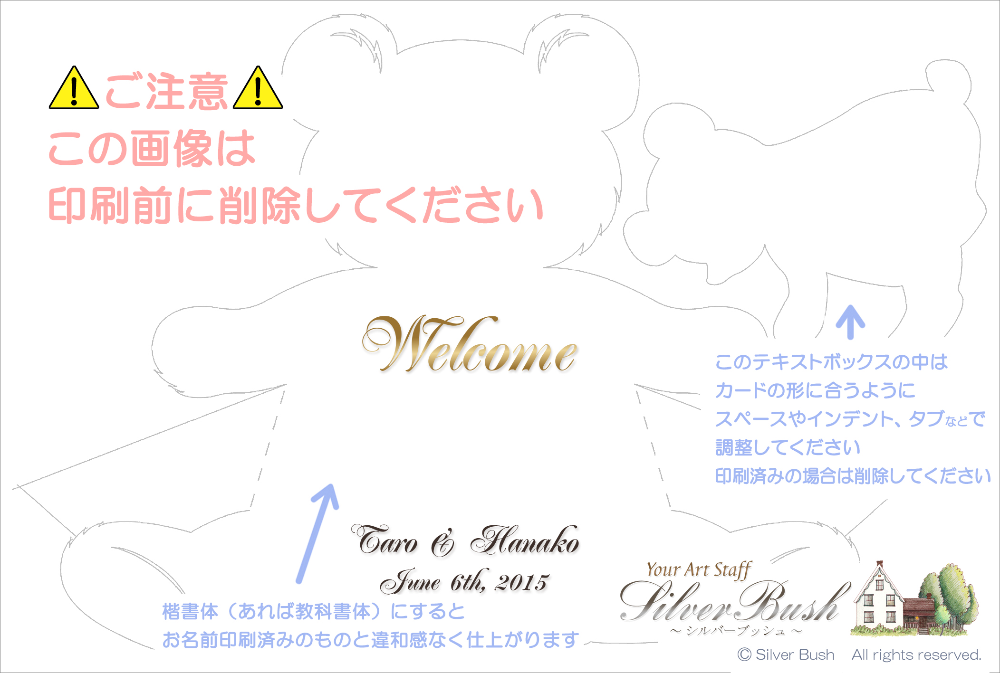 ご注意
この画像は
印刷前に削除してください
Welcome
このテキストボックスの中は
カードの形に合うように
スペースやインデント、タブなどで
調整してください
印刷済みの場合は削除してください
Taro & Hanako
June 6th, 2015
楷書体（あれば教科書体）にすると
お名前印刷済みのものと違和感なく仕上がります
Your Art Staff
Silver Bush
～ シルバーブッシュ ～
© Silver Bush　All rights reserved.